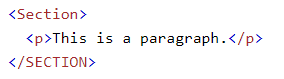 <Section>
<p>This is a paragraph.</p>
</SECTION>